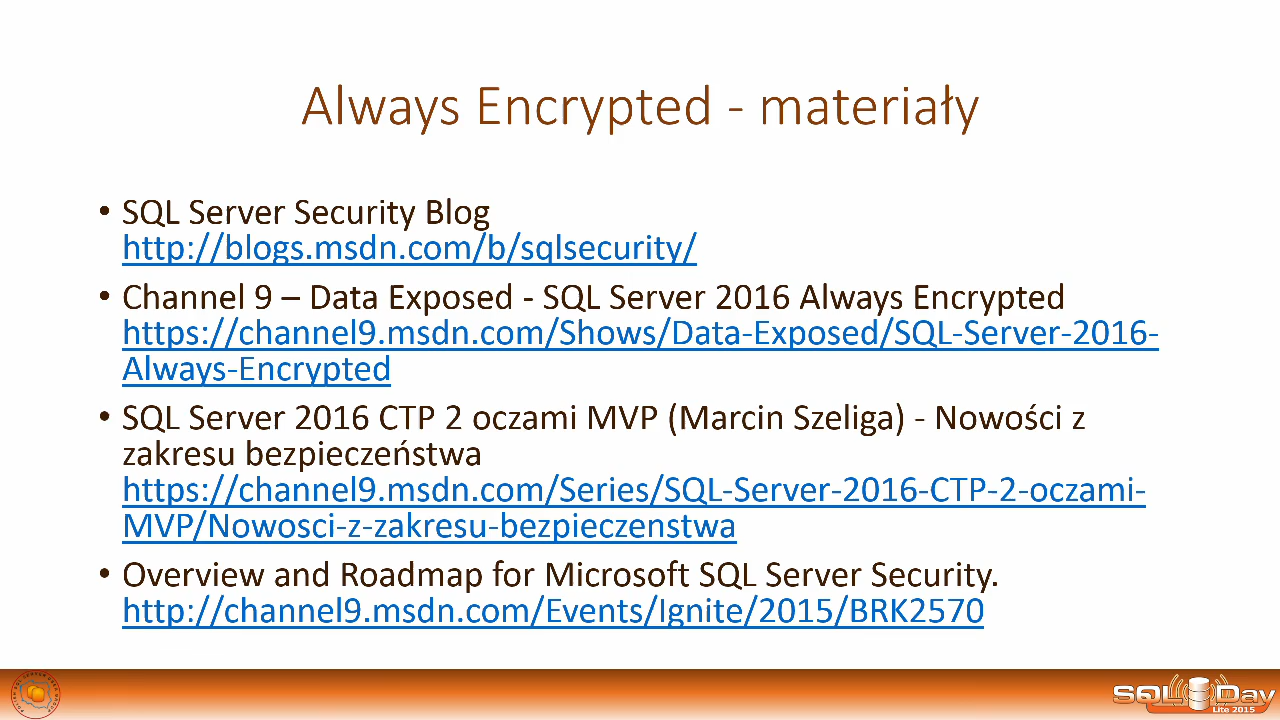 Always Encrypted - materiały
• SQL Server Security Blog
http://blogs.msdn.com/b/sqlsecurity/
• Channel 9 – Data Exposed - SQL Server 2016 Always Encrypted
https://channel9.msdn.com/Shows/Data-Exposed/SQL-Server-2016-
Always-Encrypted
• SQL Server 2016 CTP 2 oczami MVP (Marcin Szeliga) - Nowości z
zakresu bezpieczeństwa
https://channel9.msdn.com/Series/SQL-Server-2016-CTP-2-oczami-
MVP/Nowosci-z-zakresu-bezpieczenstwa
• Overview and Roadmap for Microsoft SQL Server Security.
http://channel9.msdn.com/Events/Ignite/2015/BRK2570
SQL Day
Lite 2015